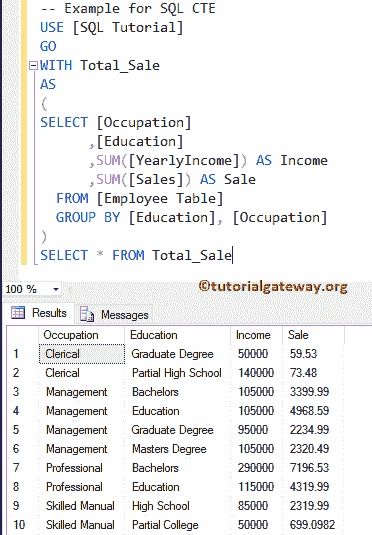 -- Example for SQL CTE
USE [SQL Tutorial]
GO
WITH Total_Sale
AS
(
SELECT [Occupation]
,[Education]
,SUM([YearlyIncome]) AS Income
,SUM([Sales]) AS Sale
FROM [Employee Table]
GROUP BY [Education], [Occupation]
)
SELECT * FROM Total_Sale
100 %
©tutorialgateway.org
Results Messages
Occupation Education Income Sale
1 Clerical Graduate Degree 50000 59.53
2 Clerical Partial High School 140000 73.48
3 Management Bachelors 105000 3399.99
4 Management Education 105000 4968.59
5 Management Graduate Degree 95000 2234.99
6 Management Masters Degree 105000 2320.49
7 Professional Bachelors 290000 7196.53
8 Professional Education 115000 4319.99
9 Skilled Manual High School 85000 2319.99
10 Skilled Manual Partial College 50000 699.0982